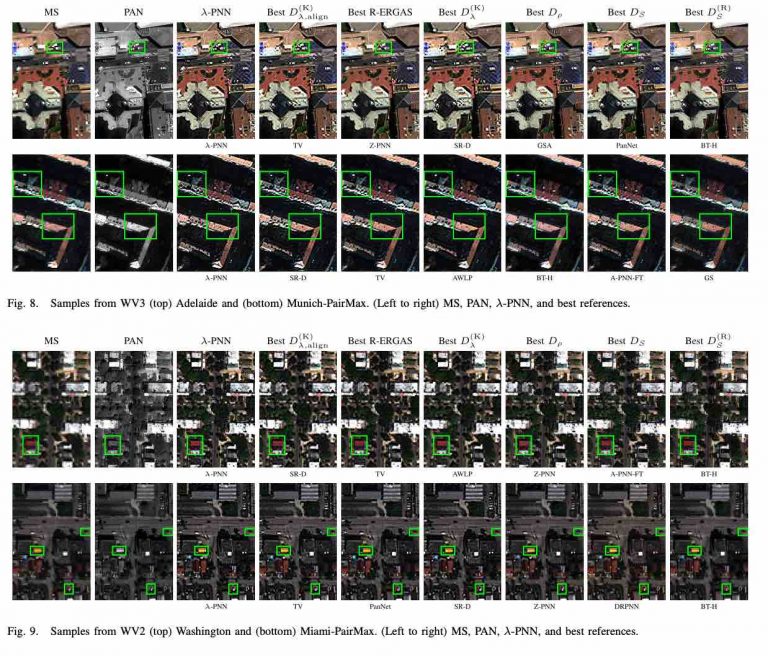 MS PAN λ-PNN Best D_{λ,align}^{(K)} Best R-ERGAS Best D_λ^{(K)} Best D_ρ Best D_S Best D_S^{(R)}
λ-PNN TV Z-PNN SR-D GSA PanNet BT-H
λ-PNN SR-D TV AWLP BT-H A-PNN-FT GS
Fig. 8. Samples from WV3 (top) Adelaide and (bottom) Munich-PairMax. (Left to right) MS, PAN, λ-PNN, and best references.
MS PAN λ-PNN Best D_{λ,align}^{(K)} Best R-ERGAS Best D_λ^{(K)} Best D_ρ Best D_S Best D_S^{(R)}
λ-PNN SR-D TV AWLP Z-PNN A-PNN-FT BT-H
λ-PNN TV PanNet SR-D Z-PNN DRPNN BT-H
Fig. 9. Samples from WV2 (top) Washington and (bottom) Miami-PairMax. (Left to right) MS, PAN, λ-PNN, and best references.